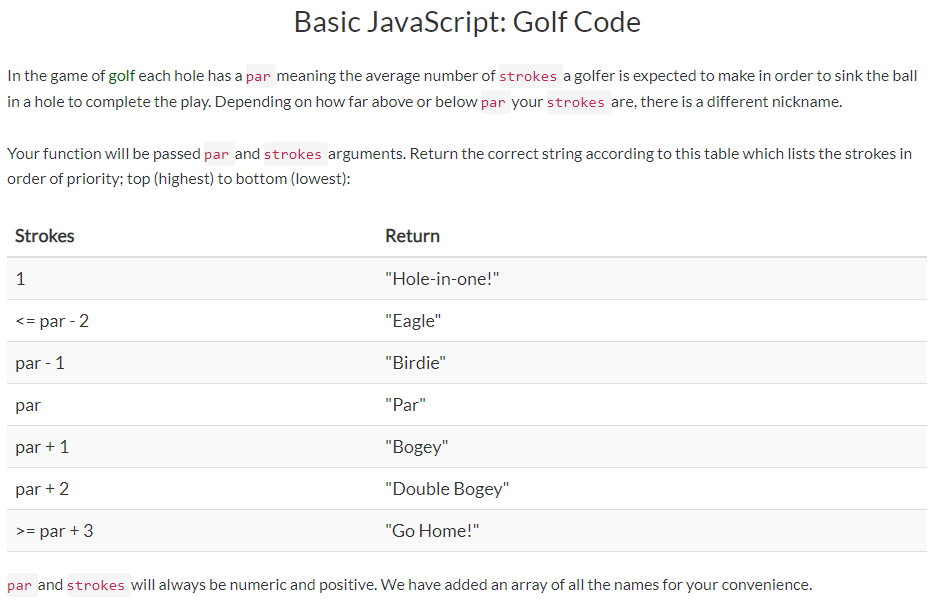 Basic JavaScript: Golf Code
In the game of golf each hole has a par meaning the average number of strokes a golfer is expected to make in order to sink the ball
in a hole to complete the play. Depending on how far above or below par your strokes are, there is a different nickname.
Your function will be passed par and strokes arguments. Return the correct string according to this table which lists the strokes in
order of priority; top (highest) to bottom (lowest):
Strokes Return
1 "Hole-in-one!"
<= par - 2 "Eagle"
par - 1 "Birdie"
par "Par"
par + 1 "Bogey"
par + 2 "Double Bogey"
>= par + 3 "Go Home!"
par and strokes will always be numeric and positive. We have added an array of all the names for your convenience.